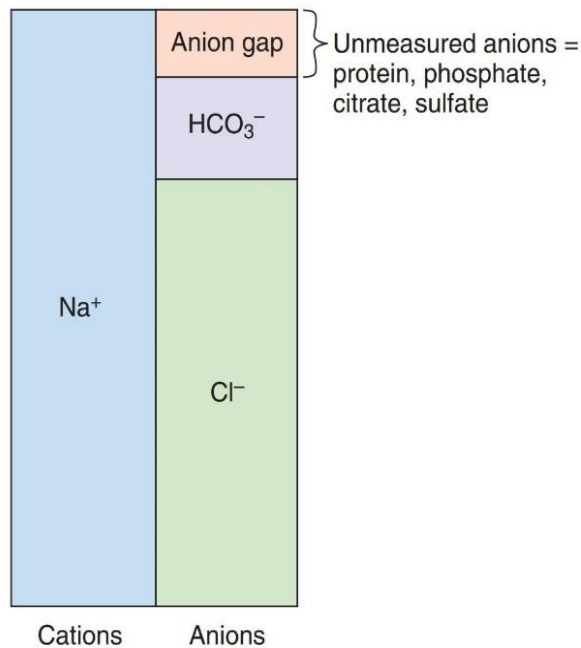 Anion gap
Unmeasured anions =
protein, phosphate,
citrate, sulfate
HCO₃⁻
Na⁺
Cl⁻
Cations Anions